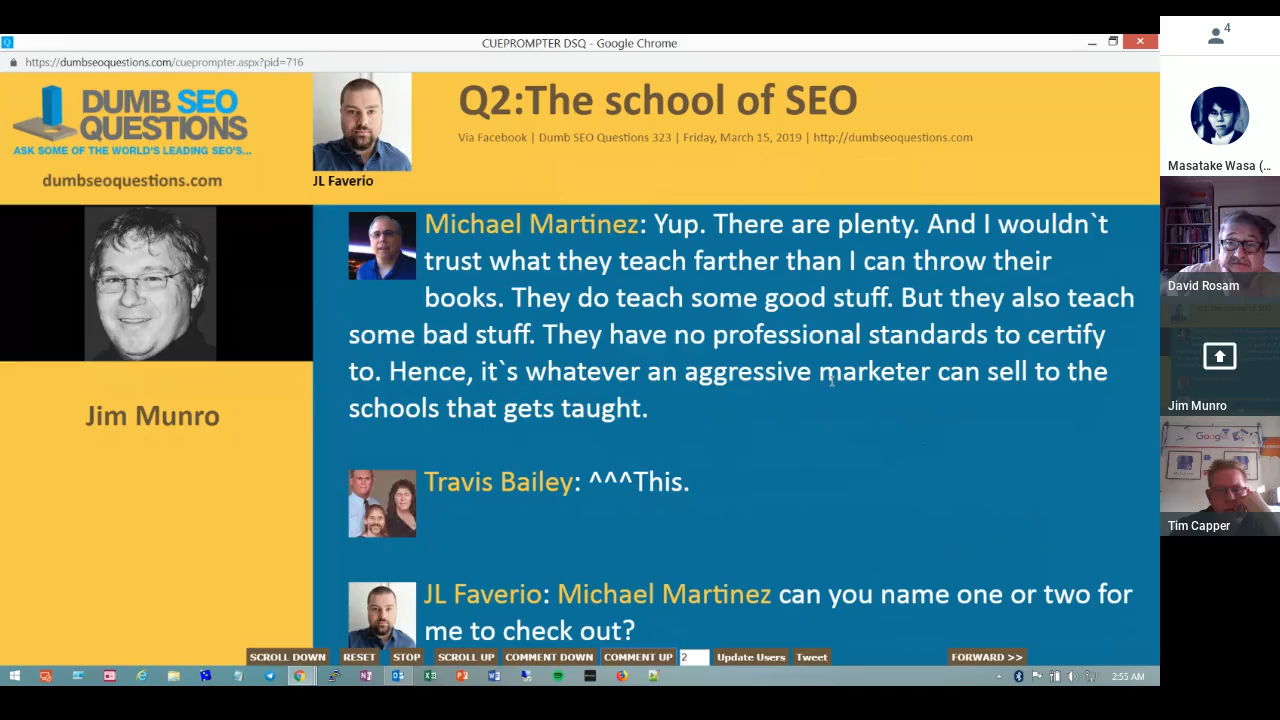 CUEPROMPTER DSQ - Google Chrome
https://dumbseoquestions.com/cueprompter.aspx?pid=716
DUMB SEO
QUESTIONS
ASK SOME OF THE WORLD'S LEADING SEO'S...
dumbseoquestions.com
JL Faverio
Q2:The school of SEO
Via Facebook | Dumb SEO Questions 323 | Friday, March 15, 2019 | http://dumbseoquestions.com
Jim Munro
Michael Martinez: Yup. There are plenty. And I wouldn`t
trust what they teach farther than I can throw their
books. They do teach some good stuff. But they also teach
some bad stuff. They have no professional standards to certify
to. Hence, it`s whatever an aggressive marketer can sell to the
schools that gets taught.
Travis Bailey: ^^^This.
JL Faverio: Michael Martinez can you name one or two for
me to check out?
SCROLL DOWN RESET STOP SCROLL UP COMMENT DOWN COMMENT UP 2 Update Users Tweet FORWARD >>
2:55 AM
4
Masatake Wasa (...
David Rosam
Jim Munro
Google
Tim Capper